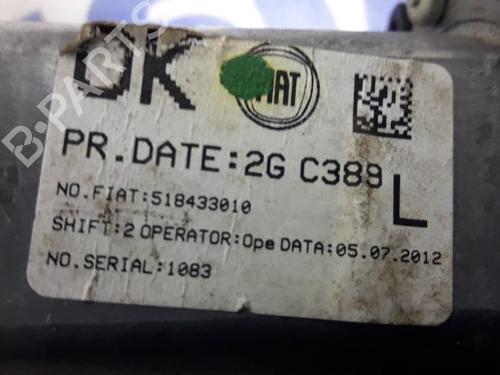 OK
FIAT
PR.DATE:2G C389
L
NO.FIAT:518433010
SHIFT:2 OPERATOR:Ope DATA:05.07.2012
NO.SERIAL:1083
B-PARTS